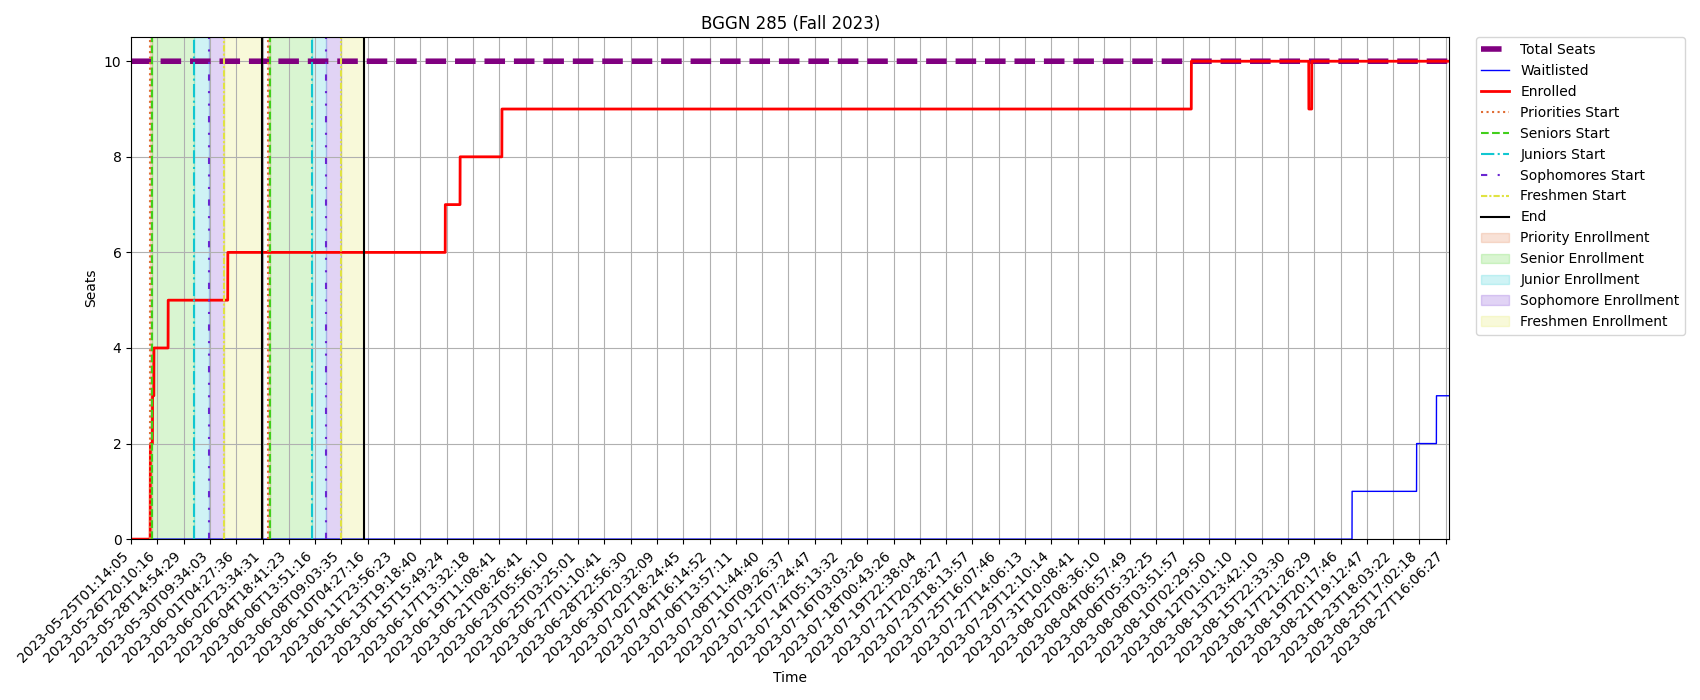 BGGN 285 (Fall 2023)
Total Seats
Waitlisted
Enrolled
Priorities Start
Seniors Start
Juniors Start
Sophomores Start
Freshmen Start
End
Priority Enrollment
Senior Enrollment
Junior Enrollment
Sophomore Enrollment
Freshmen Enrollment
Seats
10
8
6
4
2
0
2023-05-25T01:14:05
2023-05-26T20:10:16
2023-05-28T14:54:29
2023-05-30T09:34:03
2023-06-01T04:27:36
2023-06-02T23:34:31
2023-06-04T18:41:23
2023-06-06T13:51:16
2023-06-08T09:03:35
2023-06-10T04:27:16
2023-06-11T23:56:23
2023-06-13T19:18:40
2023-06-15T15:49:24
2023-06-17T13:32:18
2023-06-19T11:08:41
2023-06-21T08:26:41
2023-06-23T05:56:10
2023-06-25T03:25:01
2023-06-27T01:10:41
2023-06-28T22:56:30
2023-06-30T20:32:09
2023-07-02T18:24:45
2023-07-04T16:14:52
2023-07-06T13:57:11
2023-07-08T11:44:40
2023-07-10T09:26:37
2023-07-12T07:24:47
2023-07-14T05:13:32
2023-07-16T03:03:26
2023-07-18T00:43:26
2023-07-19T22:38:04
2023-07-21T20:28:27
2023-07-23T18:13:57
2023-07-25T16:07:46
2023-07-27T14:06:13
2023-07-29T12:10:14
2023-07-31T10:08:41
2023-08-02T08:36:10
2023-08-04T06:57:49
2023-08-06T05:32:25
2023-08-08T03:51:57
2023-08-10T02:29:50
2023-08-12T01:01:10
2023-08-13T23:42:10
2023-08-15T22:33:30
2023-08-17T21:26:29
2023-08-19T20:17:46
2023-08-21T19:12:47
2023-08-23T18:03:22
2023-08-25T17:02:18
2023-08-27T16:06:27
Time